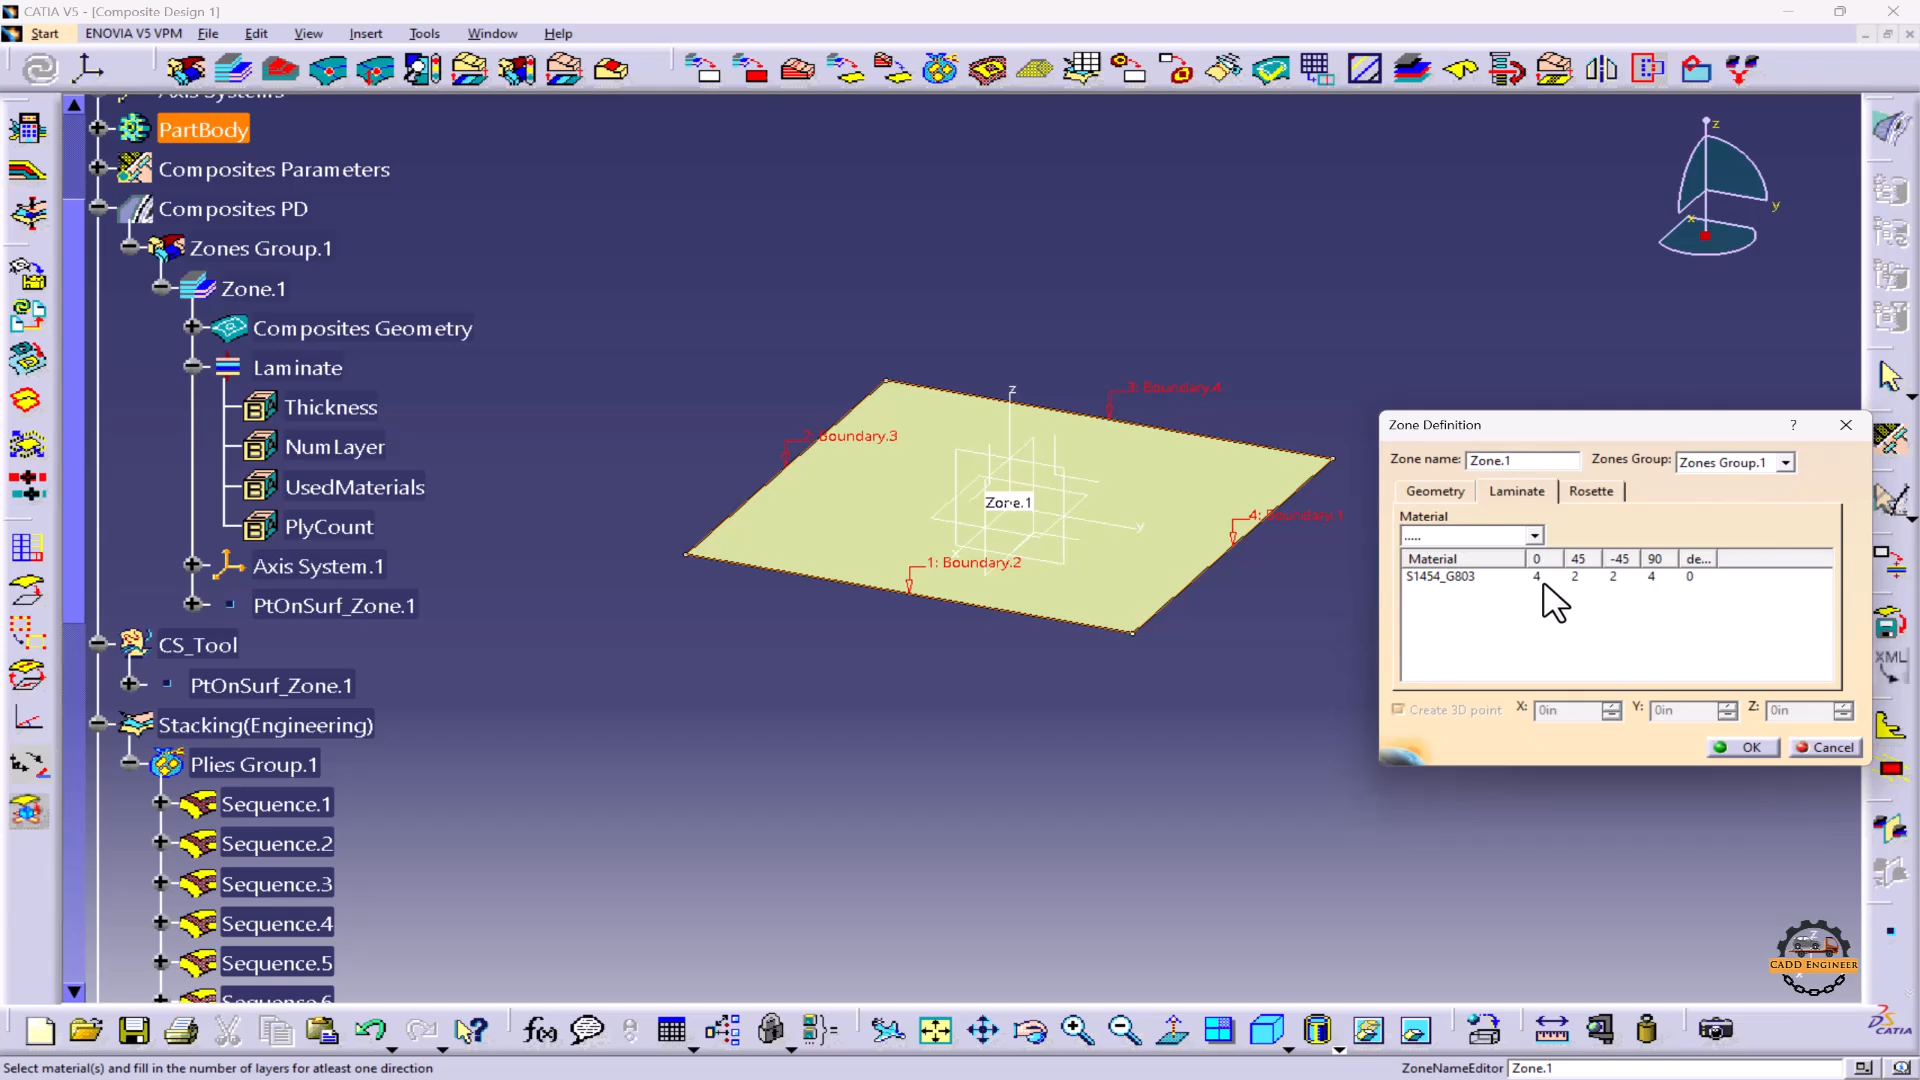 CATIA V5 - [Composite Design 1]
Start
ENOVIA V5 VPM
File
Edit
View
Insert
Tools
Window
Help
PartBody
Composites Parameters
Composites PD
Zones Group.1
Zone.1
Composites Geometry
Laminate
Thickness
NumLayer
UsedMaterials
PlyCount
Axis System.1
PtOnSurf_Zone.1
CS_Tool
PtOnSurf_Zone.1
Stacking(Engineering)
Plies Group.1
Sequence.1
Sequence.2
Sequence.3
Sequence.4
Sequence.5
Sequence.6
z
y
x
z
y
3: Boundary.4
2: Boundary.3
Zone.1
4: Boundary.1
1: Boundary.2
Zone Definition
?
Zone name: Zone.1 Zones Group: Zones Group.1
Geometry Laminate Rosette
Material
.....
Material 0 45 -45 90 de...
S1454_G803 4 2 2 4 0
Create 3D point X: 0in Y: 0in Z: 0in
OK Cancel
XML
CADD ENGINEER
f(x)
CATIA
Select material(s) and fill in the number of layers for atleast one direction
ZoneNameEditor Zone.1